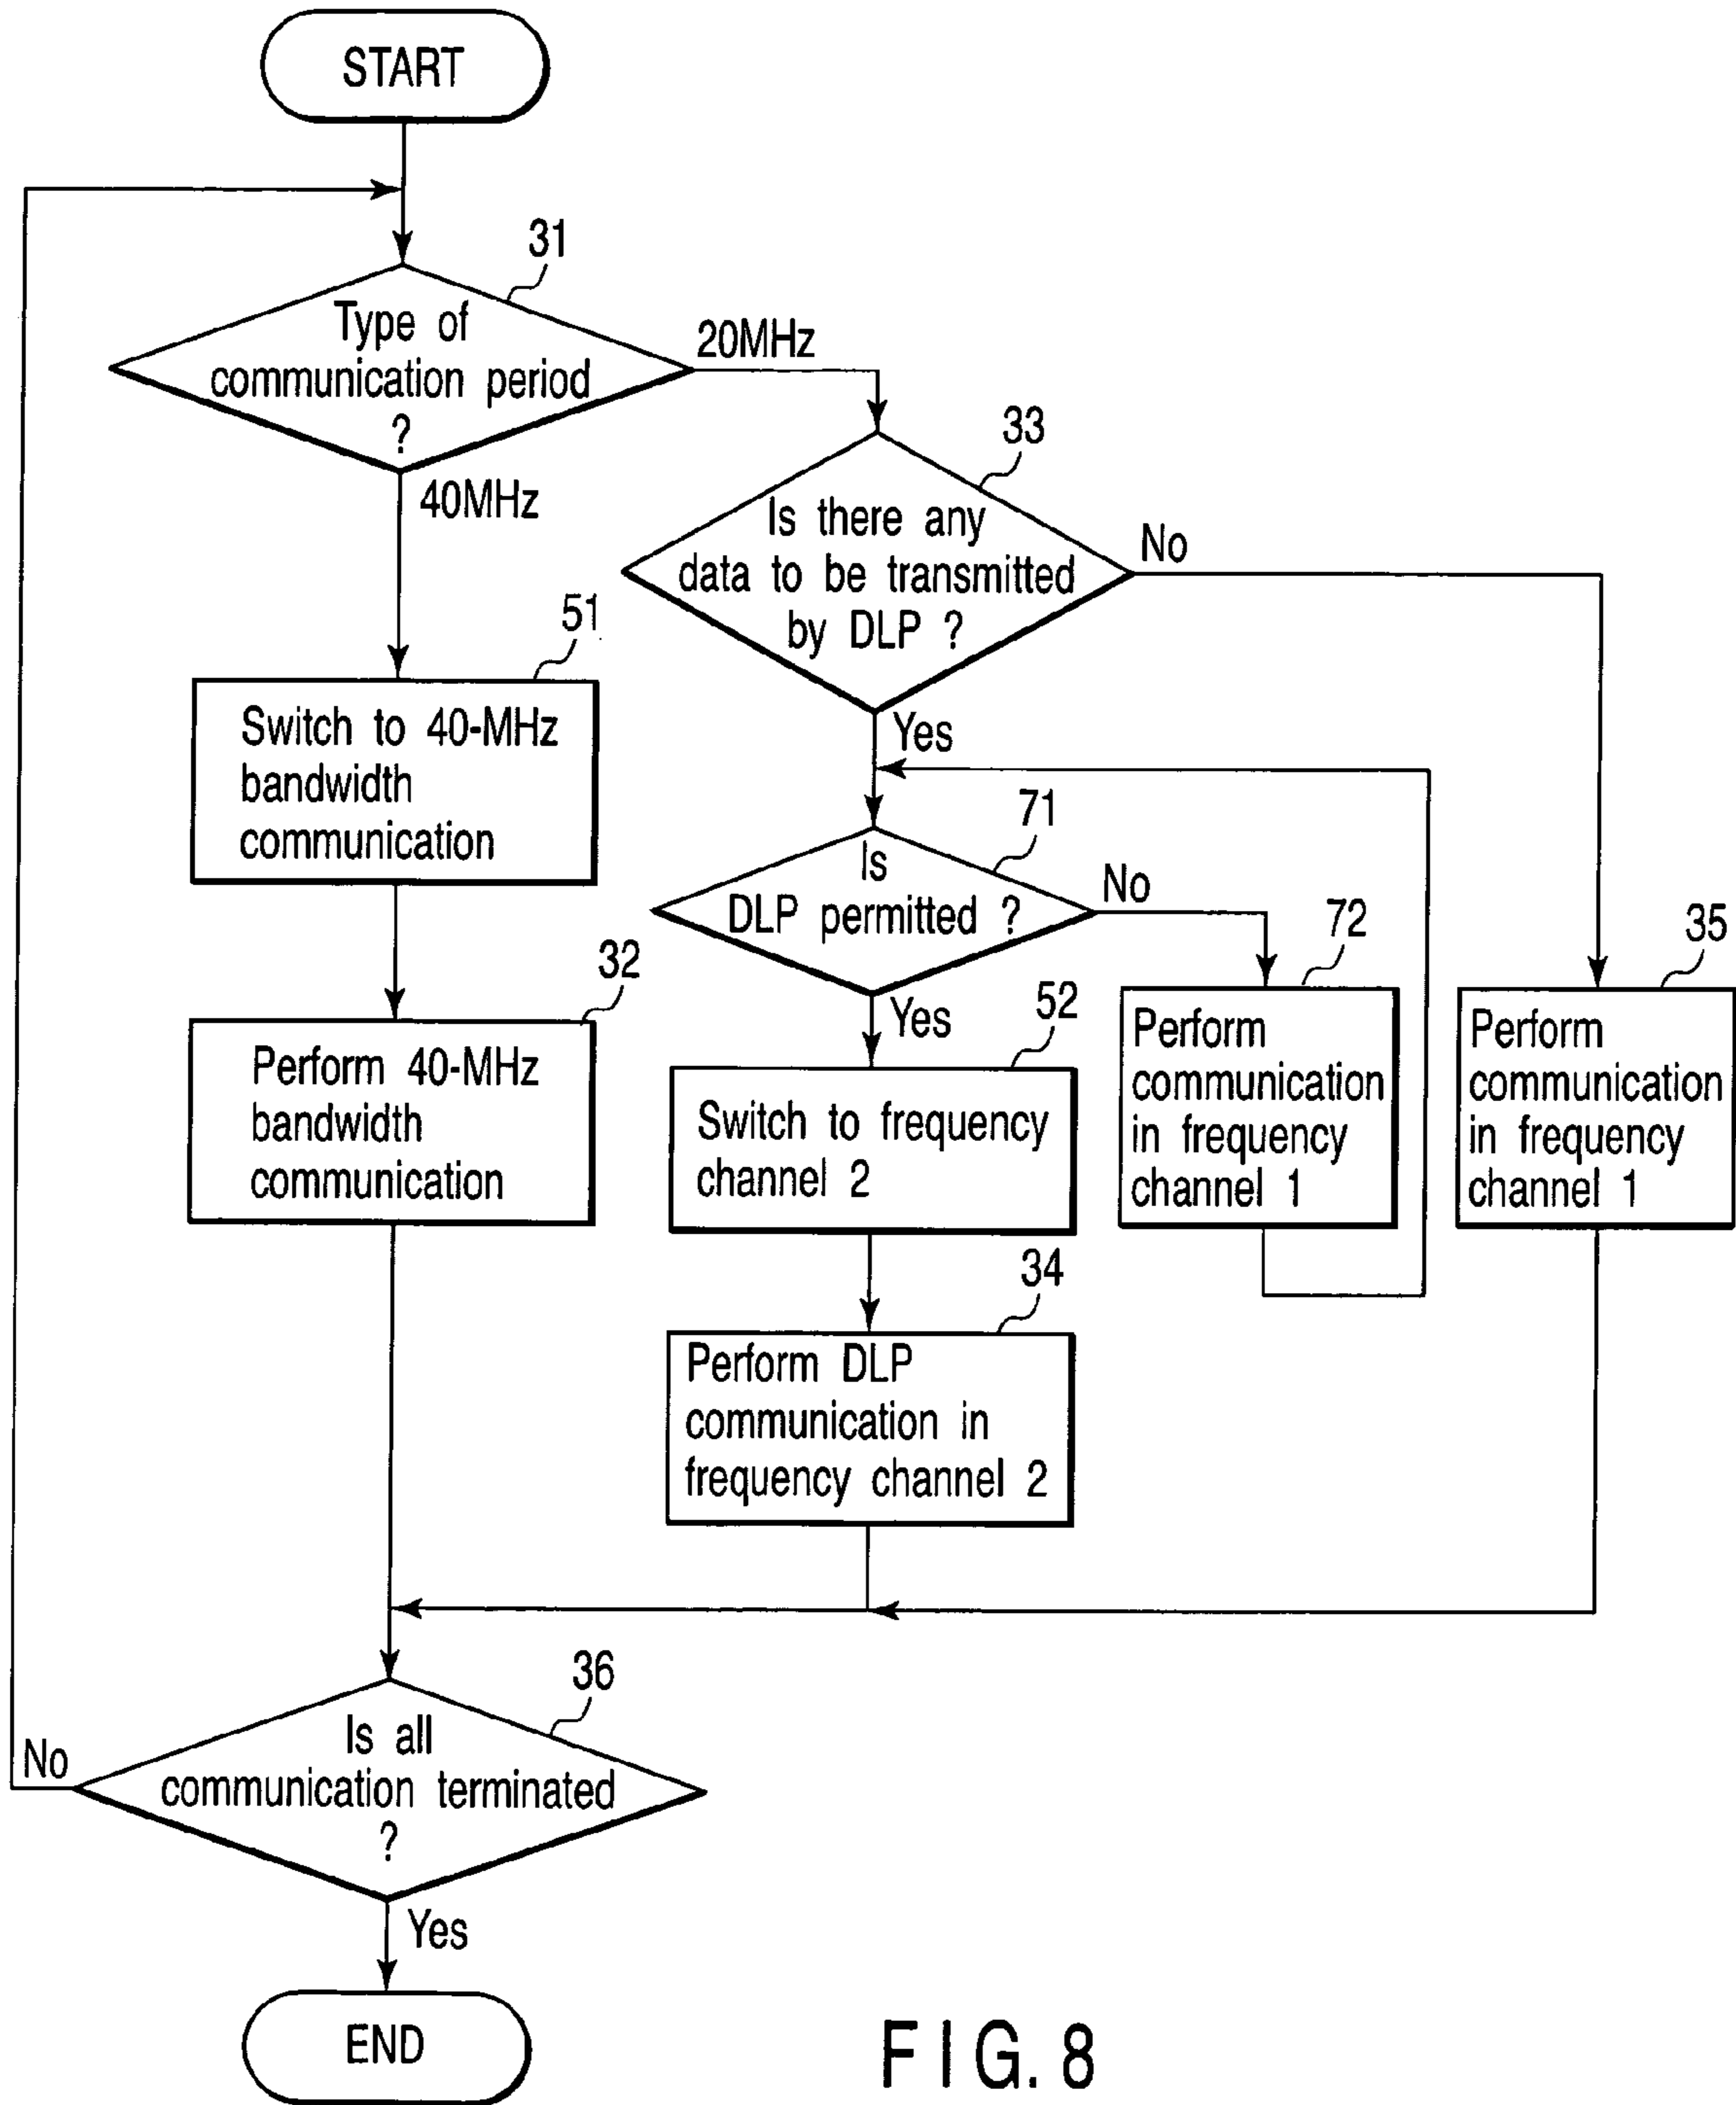 START
31
Type of
communication period
?
20MHz
40MHz
33
Is there any
data to be transmitted
by DLP ?
No
Yes
51
Switch to 40-MHz
bandwidth
communication
71
Is
DLP permitted ?
No
Yes
72
Perform
communication
in frequency
channel 1
35
Perform
communication
in frequency
channel 1
32
Perform 40-MHz
bandwidth
communication
52
Switch to frequency
channel 2
34
Perform DLP
communication in
frequency channel 2
36
Is all
communication terminated
?
No
Yes
END
FIG. 8